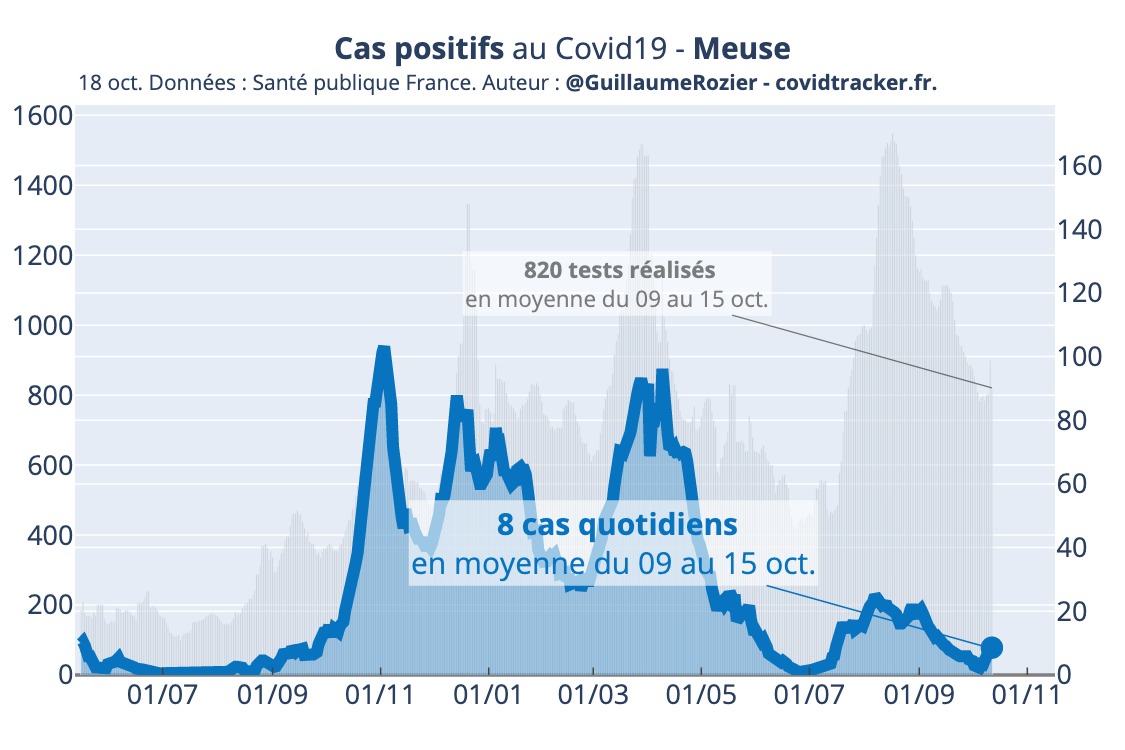 Cas positifs au Covid19 - Meuse
18 oct. Données : Santé publique France. Auteur : @GuillaumeRozier - covidtracker.fr.
1600
1400
1200
1000
800
600
400
200
0
160
140
120
100
80
60
40
20
0
820 tests réalisés
en moyenne du 09 au 15 oct.
8 cas quotidiens
en moyenne du 09 au 15 oct.
01/07 01/09 01/11 01/01 01/03 01/05 01/07 01/09 01/11